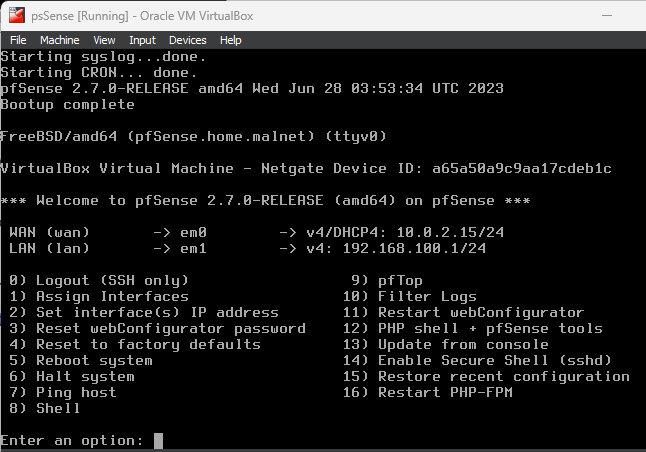 psSense [Running] - Oracle VM VirtualBox
File Machine View Input Devices Help
Starting syslog...done.
Starting CRON... done.
pfSense 2.7.0-RELEASE amd64 Wed Jun 28 03:53:34 UTC 2023
Bootup complete
FreeBSD/amd64 (pfSense.home.malnet) (ttyv0)
VirtualBox Virtual Machine - Netgate Device ID: a65a50a9c9aa17cdeb1c
*** Welcome to pfSense 2.7.0-RELEASE (amd64) on pfSense ***
WAN (wan) -> em0 -> v4/DHCP4: 10.0.2.15/24
LAN (lan) -> em1 -> v4: 192.168.100.1/24
0) Logout (SSH only) 9) pfTop
1) Assign Interfaces 10) Filter Logs
2) Set interface(s) IP address 11) Restart webConfigurator
3) Reset webConfigurator password 12) PHP shell + pfSense tools
4) Reset to factory defaults 13) Update from console
5) Reboot system 14) Enable Secure Shell (sshd)
6) Halt system 15) Restore recent configuration
7) Ping host 16) Restart PHP-FPM
8) Shell
Enter an option: